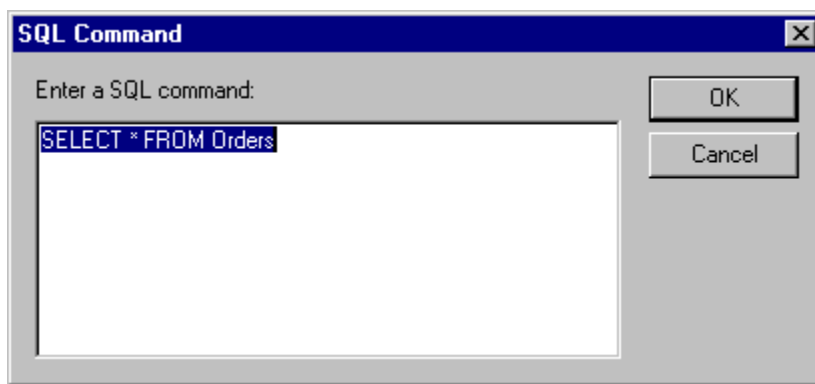 SQL Command
Enter a SQL command:
OK
SELECT * FROM Orders
Cancel